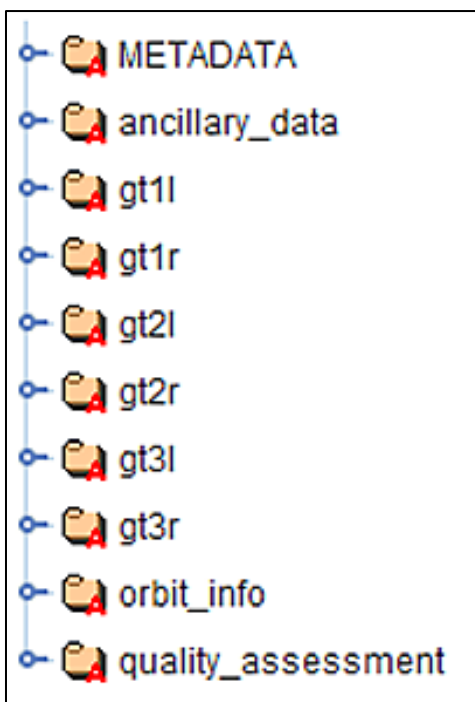 METADATA
ancillary_data
gt1l
gt1r
gt2l
gt2r
gt3l
gt3r
orbit_info
quality_assessment